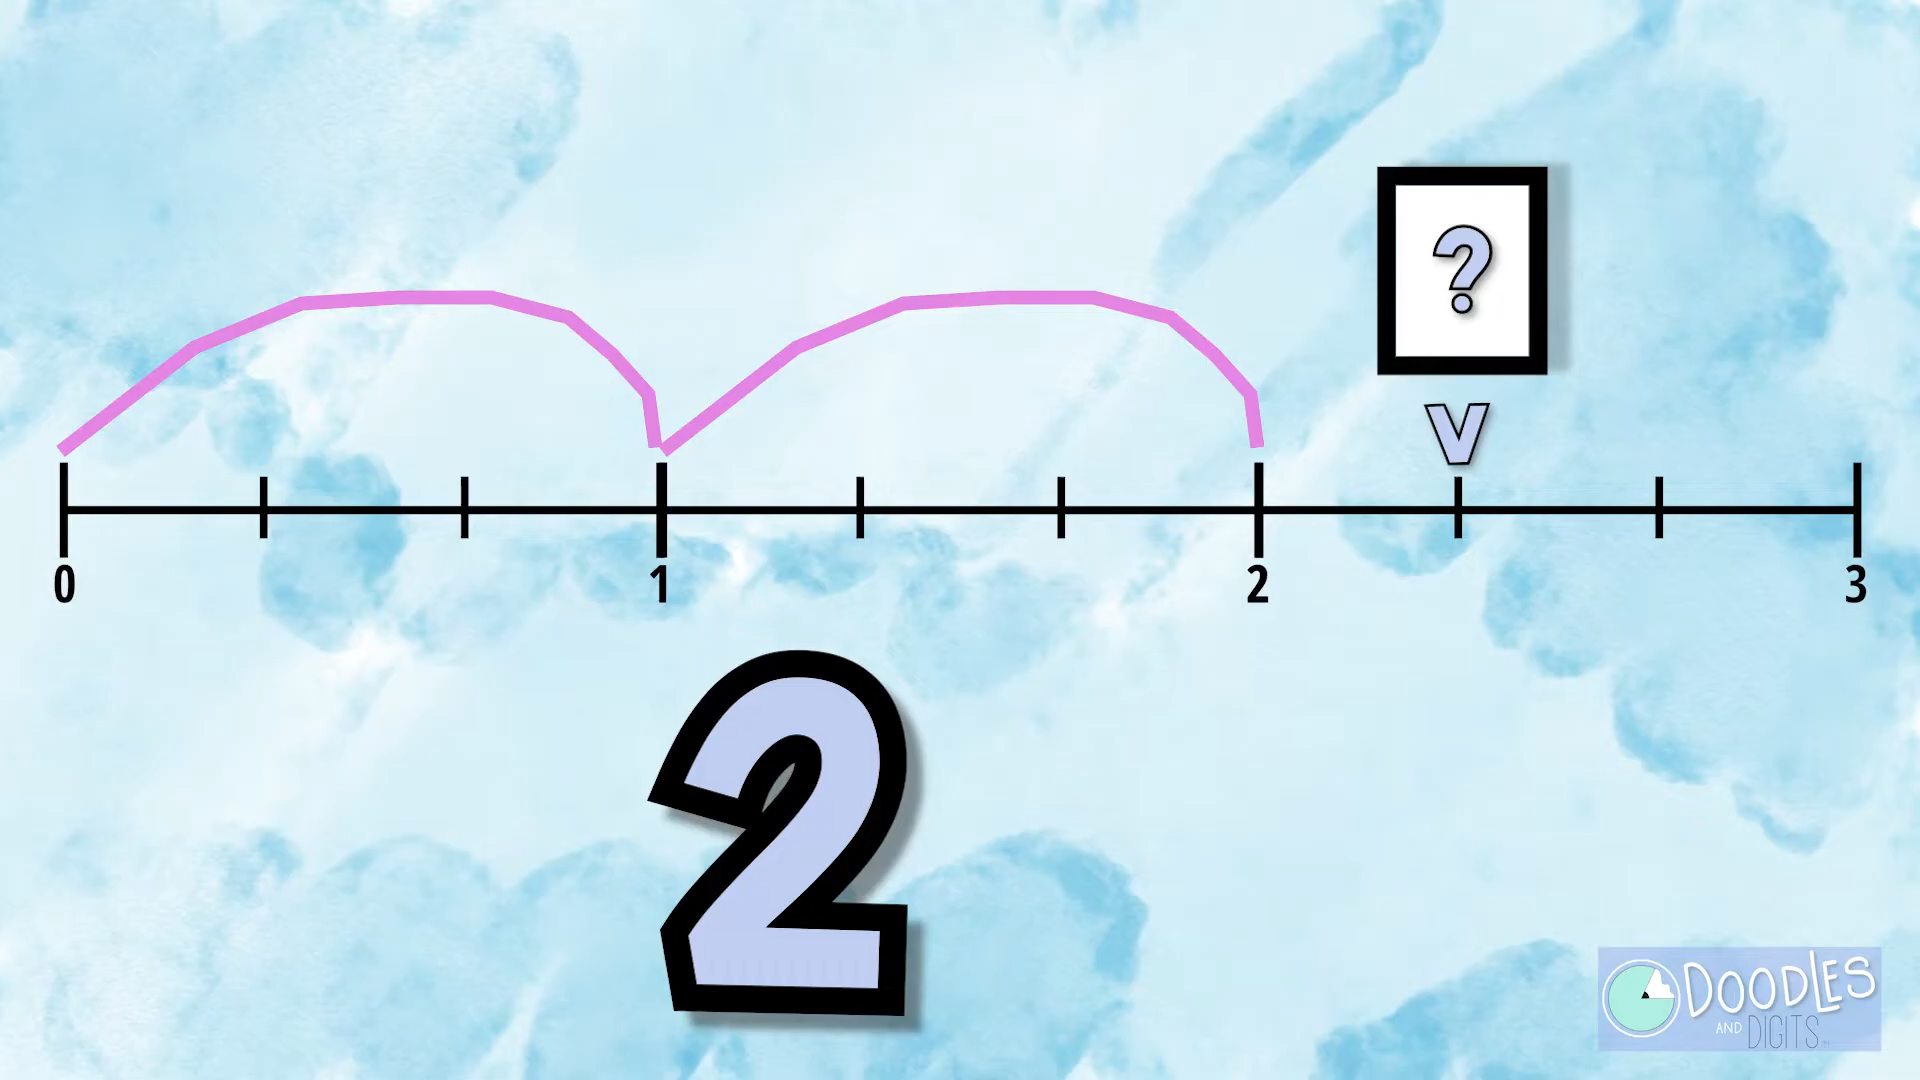 ?
V
0 1 2 3
2
DOODLES
AND DIGITS